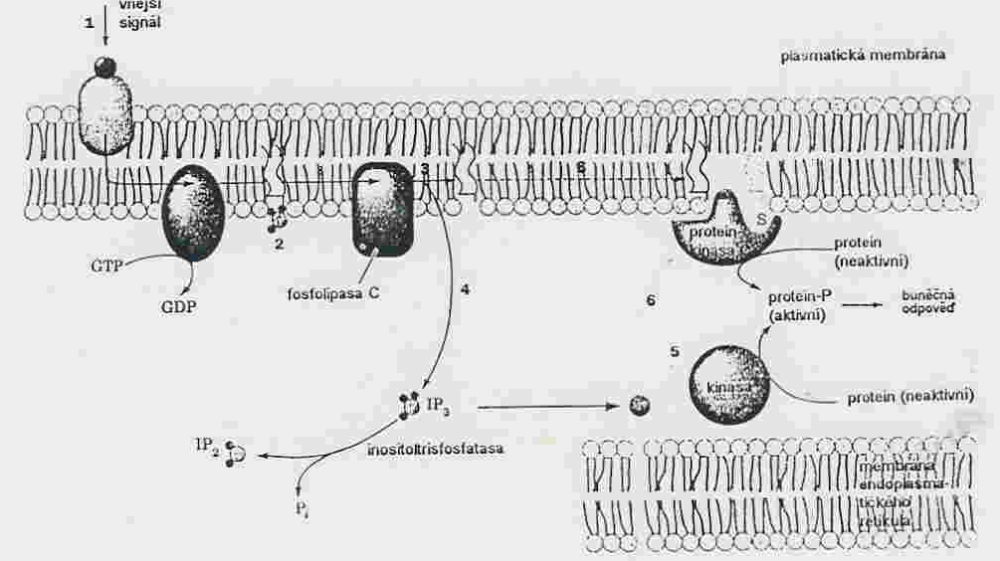 vnější
1 signál
plasmatická membrána
3
6
2
S
protein
kinasa
GTP
GDP
fosfolipasa C
4
protein
(neaktivní)
6
protein-P
(aktivní)
buněčná
odpověď
5
kinasa
IP3
protein (neaktivní)
IP2
inositoltrisfosfatasa
Pi
membrána
endoplasma-
tického
retikula